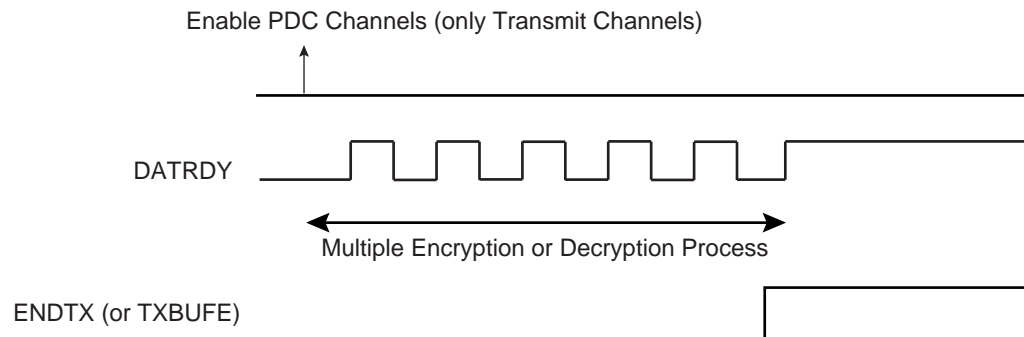 Enable PDC Channels (only Transmit Channels)
DATRDY
Multiple Encryption or Decryption Process
ENDTX (or TXBUFE)